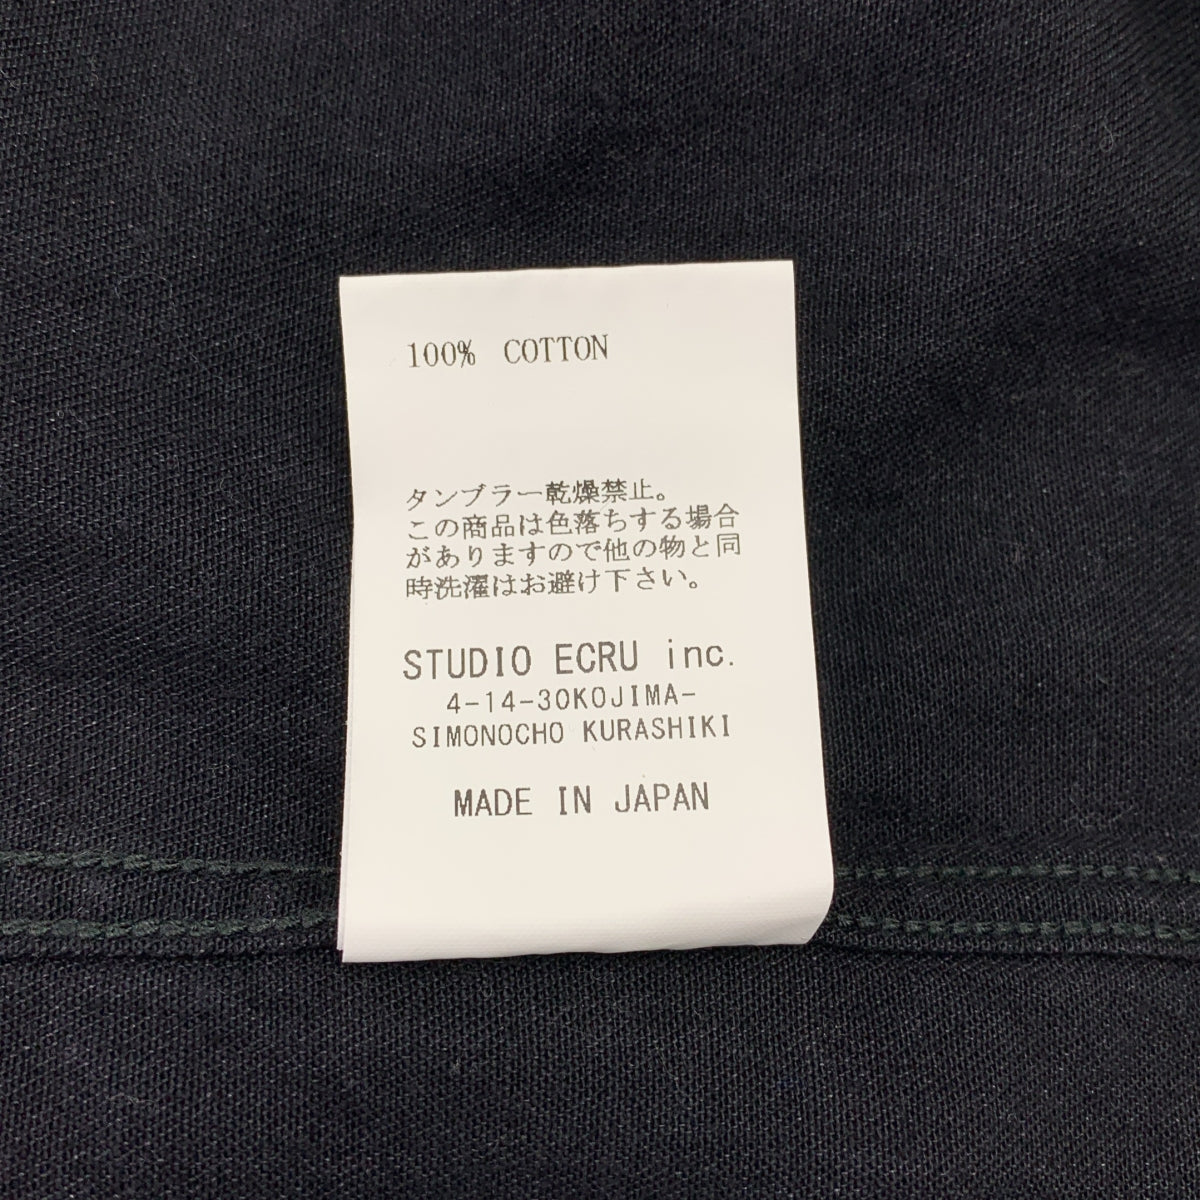 100% COTTON
タンブラー乾燥禁止。
この商品は色落ちする場合
がありますので他の物と同
時洗濯はお避け下さい。
STUDIO ECRU inc.
4-14-30KOJIMA-
SIMONOCHO KURASHIKI
MADE IN JAPAN